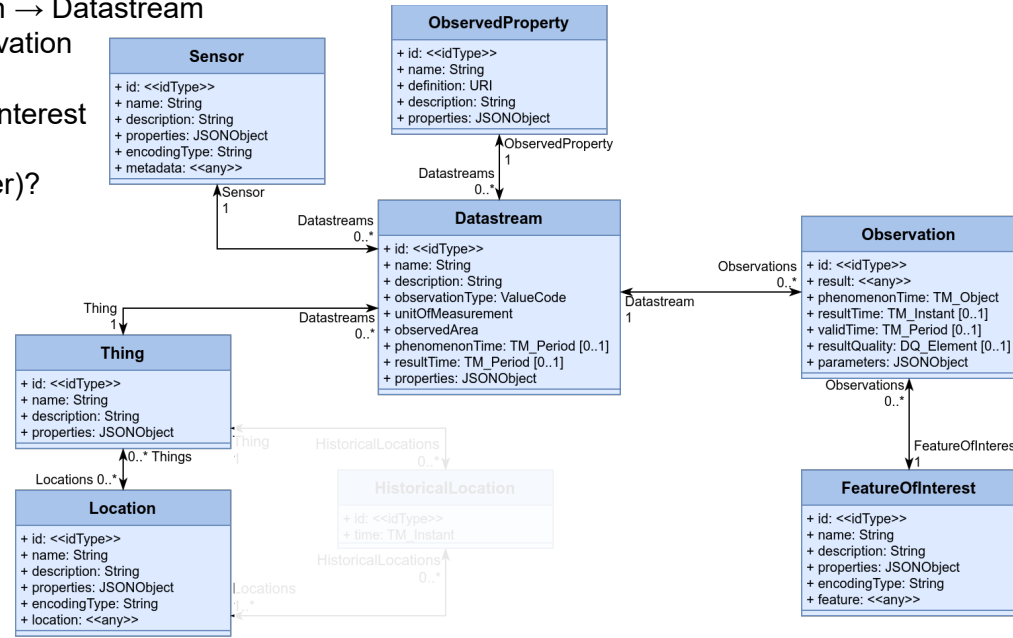 n → Datastream
vation
nterest
er)?
ObservedProperty
+ id: <<idType>>
+ name: String
+ definition: URI
+ description: String
+ properties: JSONObject
Sensor
+ id: <<idType>>
+ name: String
+ description: String
+ properties: JSONObject
+ encodingType: String
+ metadata: <<any>>
ObservedProperty
1
Datastreams
0..*
Sensor
1
Datastreams
0..*
Datastream
+ id: <<idType>>
+ name: String
+ description: String
+ observationType: ValueCode
+ unitOfMeasurement
+ observedArea
+ phenomenonTime: TM_Period [0..1]
+ resultTime: TM_Period [0..1]
+ properties: JSONObject
Observations
0..*
Datastream
1
Observation
+ id: <<idType>>
+ result: <<any>>
+ phenomenonTime: TM_Object
+ resultTime: TM_Instant [0..1]
+ validTime: TM_Period [0..1]
+ resultQuality: DQ_Element [0..1]
+ parameters: JSONObject
Thing
1
Datastreams
0..*
Thing
+ id: <<idType>>
+ name: String
+ description: String
+ properties: JSONObject
Observations
0..*
FeatureOfInteres
1
Thing
1
HistoricalLocations
0..*
0..* Things
Locations 0..*
HistoricalLocation
+ id: <<idType>>
+ time: TM_Instant
HistoricalLocations
0..*
Locations
1..*
Location
+ id: <<idType>>
+ name: String
+ description: String
+ properties: JSONObject
+ encodingType: String
+ location: <<any>>
FeatureOfInterest
+ id: <<idType>>
+ name: String
+ description: String
+ properties: JSONObject
+ encodingType: String
+ feature: <<any>>